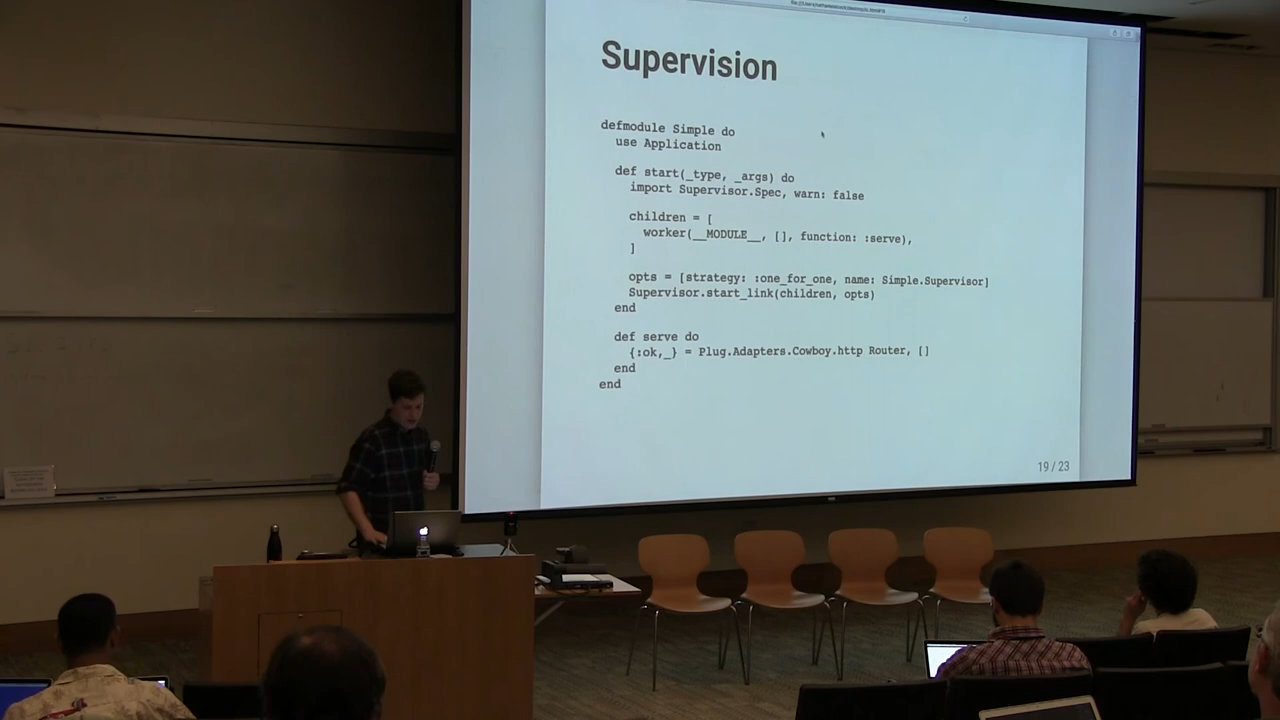 Supervision
defmodule Simple do
use Application
def start(_type, _args) do
import Supervisor.Spec, warn: false
children = [
worker(__MODULE__, [], function: :serve),
]
opts = [strategy: :one_for_one, name: Simple.Supervisor]
Supervisor.start_link(children, opts)
end
def serve do
{:ok,_} = Plug.Adapters.Cowboy.http Router, []
end
end
19 / 23